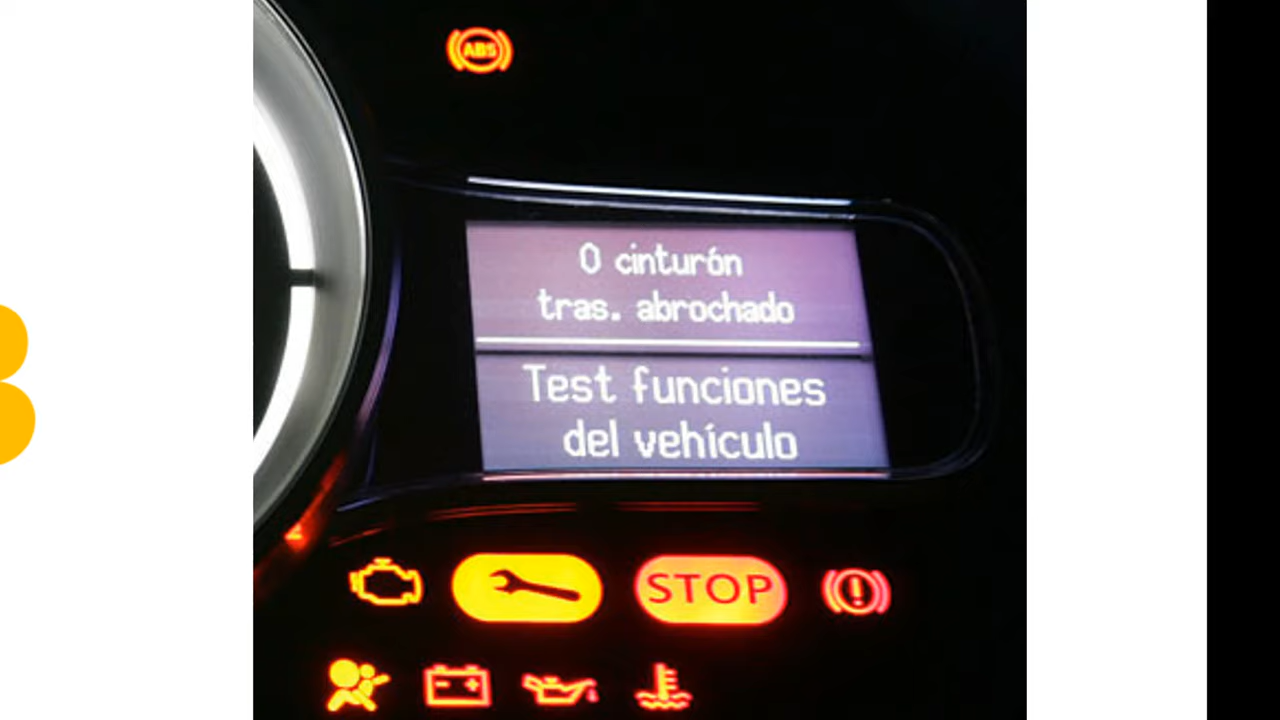 ABS
0 cinturón
tras. abrochado
Test funciones
del vehículo
STOP